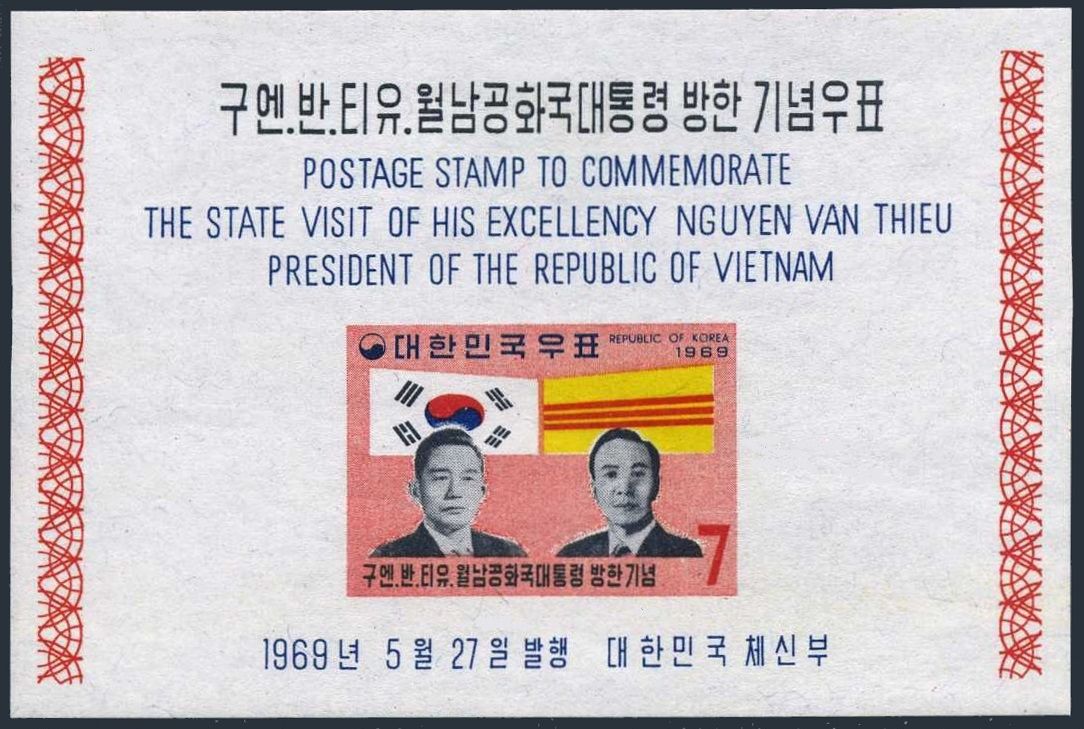 구엔.반.티유.월남공화국대통령 방한 기념우표
POSTAGE STAMP TO COMMEMORATE
THE STATE VISIT OF HIS EXCELLENCY NGUYEN VAN THIEU
PRESIDENT OF THE REPUBLIC OF VIETNAM
대한민국우표 REPUBLIC OF KOREA
1969
7
구엔.반.티유.월남공화국대통령 방한기념
1969년 5월 27일 발행 대한민국 체신부